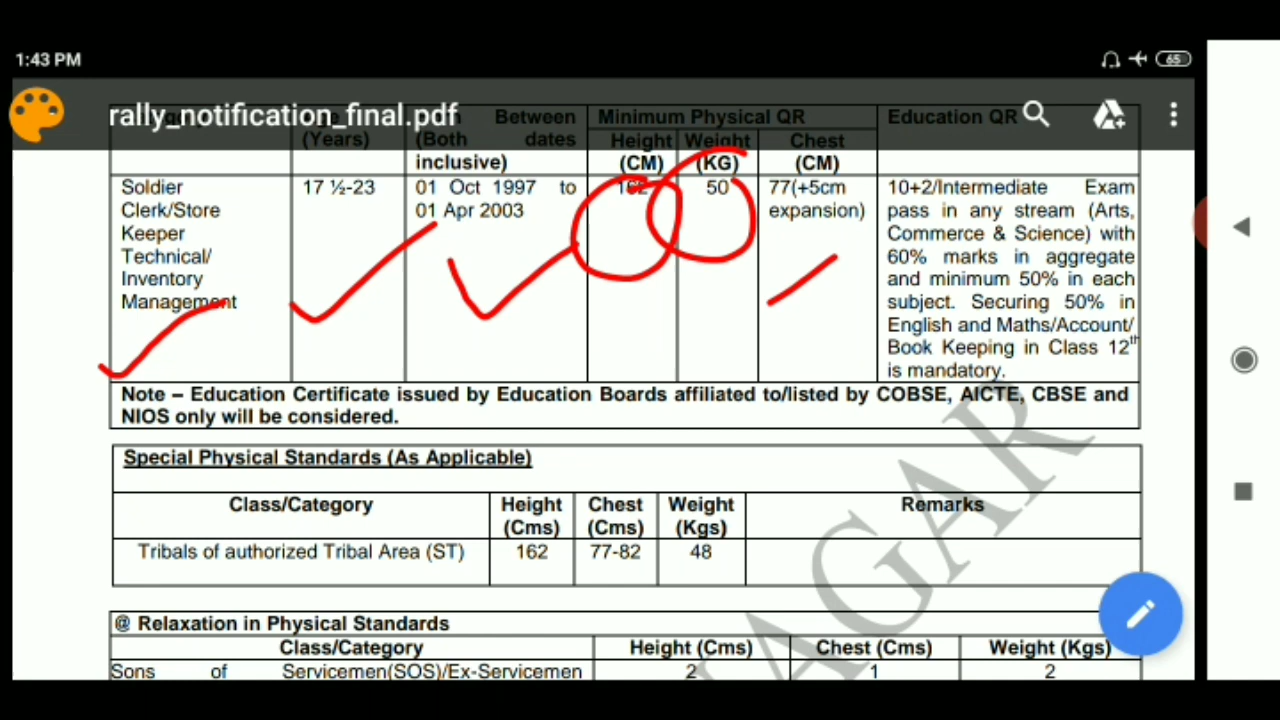 1:43 PM
65
rally_notification_final.pdf
(Years)
Between
(Both dates
inclusive)
Minimum Physical QR
Height
(CM)
Weight
(KG)
Chest
(CM)
Education QR
Soldier
Clerk/Store
Keeper
Technical/
Inventory
Management
17 ½-23
01 Oct 1997 to
01 Apr 2003
162
50
77(+5cm
expansion)
10+2/Intermediate Exam
pass in any stream (Arts,
Commerce & Science) with
60% marks in aggregate
and minimum 50% in each
subject. Securing 50% in
English and Maths/Account/
Book Keeping in Class 12th
is mandatory.
Note – Education Certificate issued by Education Boards affiliated to/listed by COBSE, AICTE, CBSE and
NIOS only will be considered.
Special Physical Standards (As Applicable)
Class/Category
Height
(Cms)
Chest
(Cms)
Weight
(Kgs)
Remarks
Tribals of authorized Tribal Area (ST)
162
77-82
48
@ Relaxation in Physical Standards
Class/Category
Height (Cms)
Chest (Cms)
Weight (Kgs)
Sons of Servicemen(SOS)/Ex-Servicemen
2
1
2
AGAR